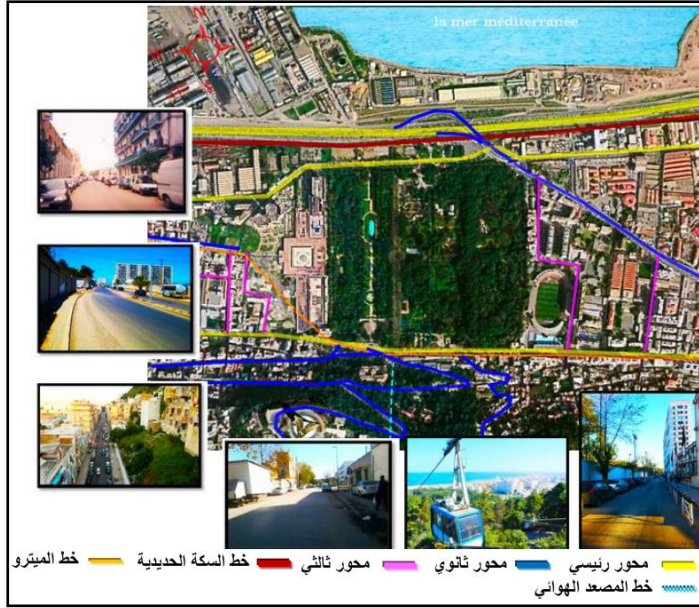 la mer méditerranée
محور رئيسي محور ثانوي محور ثالثي خط السكة الحديدية خط الميترو
خط المصعد الهوائي